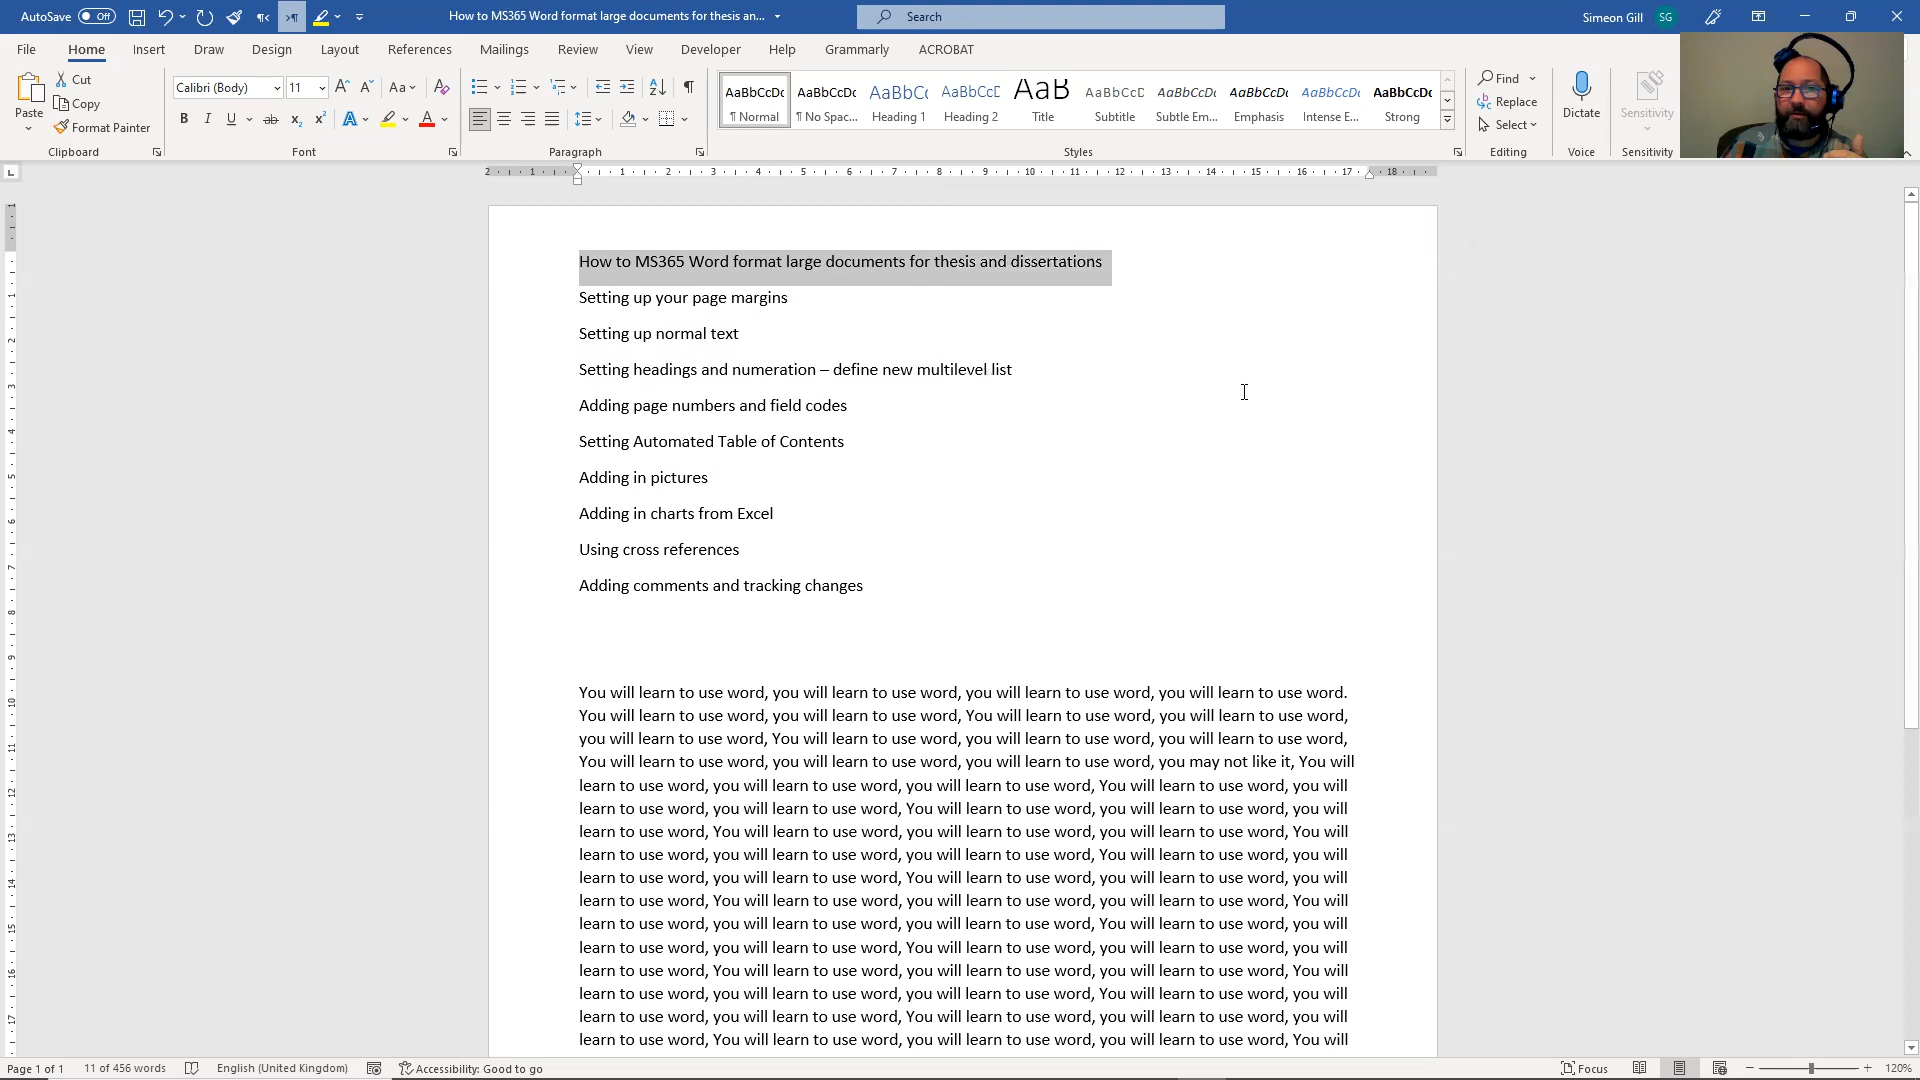 AutoSave Off How to MS365 Word format large documents for thesis an... Search Simeon Gill SG
File Home Insert Draw Design Layout References Mailings Review View Developer Help Grammarly ACROBAT
Paste
Cut
Copy
Format Painter
Clipboard
Calibri (Body) 11
Font
Paragraph
AaBbCcDc AaBbCcDc AaBbC AaBbCcD AaB AaBbCcD AaBbCcDc AaBbCcDc AaBbCcDc AaBbCcDc
¶ Normal ¶ No Spac... Heading 1 Heading 2 Title Subtitle Subtle Em... Emphasis Intense E... Strong
Styles
Find
Replace
Select
Editing
Dictate
Voice
Sensitivity
Sensitivity
2 1 1 2 3 4 5 6 7 8 9 10 11 12 13 14 15 16 17 18
How to MS365 Word format large documents for thesis and dissertations
Setting up your page margins
Setting up normal text
Setting headings and numeration – define new multilevel list
Adding page numbers and field codes
Setting Automated Table of Contents
Adding in pictures
Adding in charts from Excel
Using cross references
Adding comments and tracking changes
You will learn to use word, you will learn to use word, you will learn to use word, you will learn to use word.
You will learn to use word, you will learn to use word, You will learn to use word, you will learn to use word,
you will learn to use word, You will learn to use word, you will learn to use word, you will learn to use word,
You will learn to use word, you will learn to use word, you will learn to use word, you may not like it, You will
learn to use word, you will learn to use word, you will learn to use word, You will learn to use word, you will
learn to use word, you will learn to use word, You will learn to use word, you will learn to use word, you will
learn to use word, You will learn to use word, you will learn to use word, you will learn to use word, You will
learn to use word, you will learn to use word, you will learn to use word, You will learn to use word, you will
learn to use word, you will learn to use word, You will learn to use word, you will learn to use word, you will
learn to use word, You will learn to use word, you will learn to use word, you will learn to use word, You will
learn to use word, you will learn to use word, you will learn to use word, You will learn to use word, you will
learn to use word, you will learn to use word, You will learn to use word, you will learn to use word, you will
learn to use word, You will learn to use word, you will learn to use word, you will learn to use word, You will
learn to use word, you will learn to use word, you will learn to use word, You will learn to use word, you will
learn to use word, you will learn to use word, You will learn to use word, you will learn to use word, you will
learn to use word, You will learn to use word, you will learn to use word, you will learn to use word, You will
Page 1 of 1 11 of 456 words English (United Kingdom) Accessibility: Good to go Focus 120%